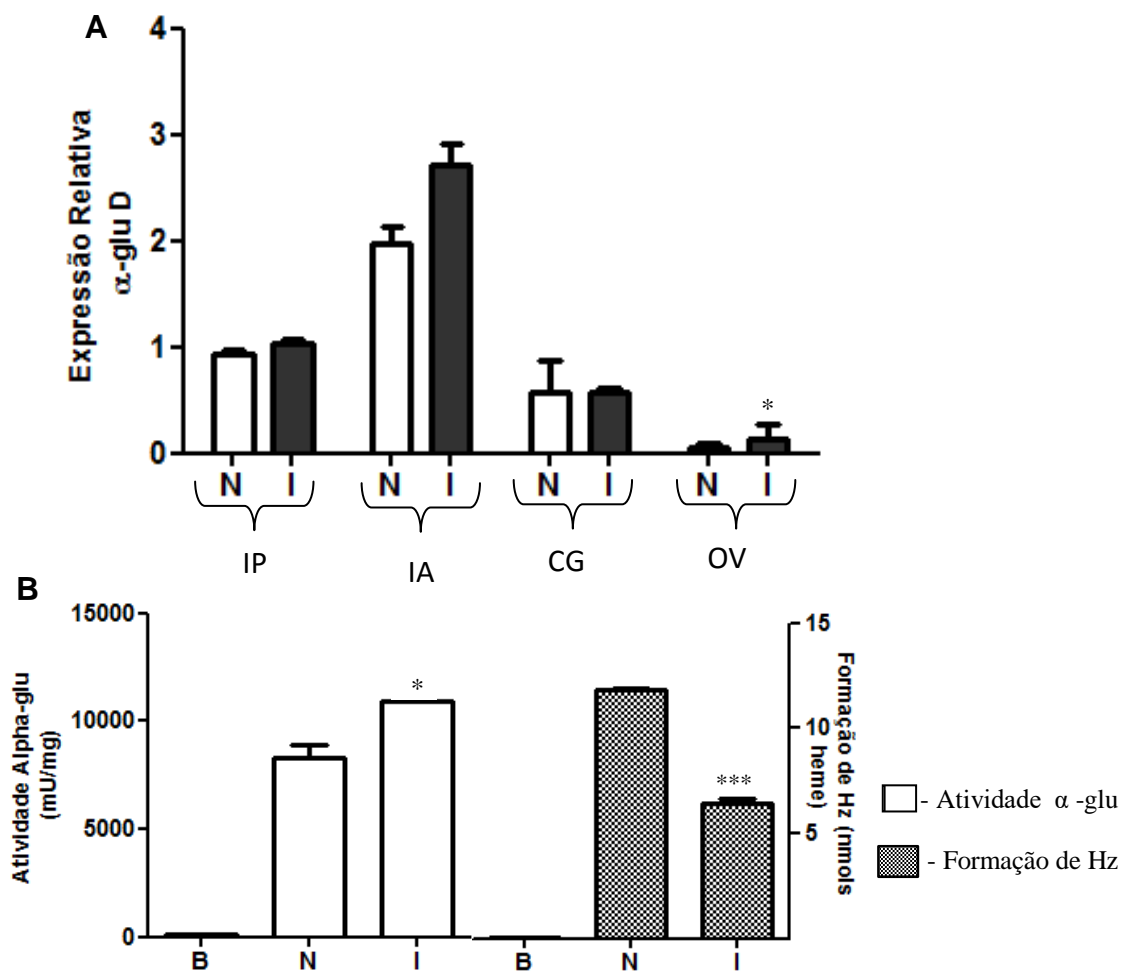 A
Expressão Relativa
α-glu D
4
3
2
1
0
N I N I N I N I
*
IP IA CG OV
B
Atividade Alpha-glu
(mU/mg)
15000
10000
5000
0
*
***
B N I B N I
15
10
5
Formação de Hz (nmols
heme)
- Atividade α -glu
- Formação de Hz